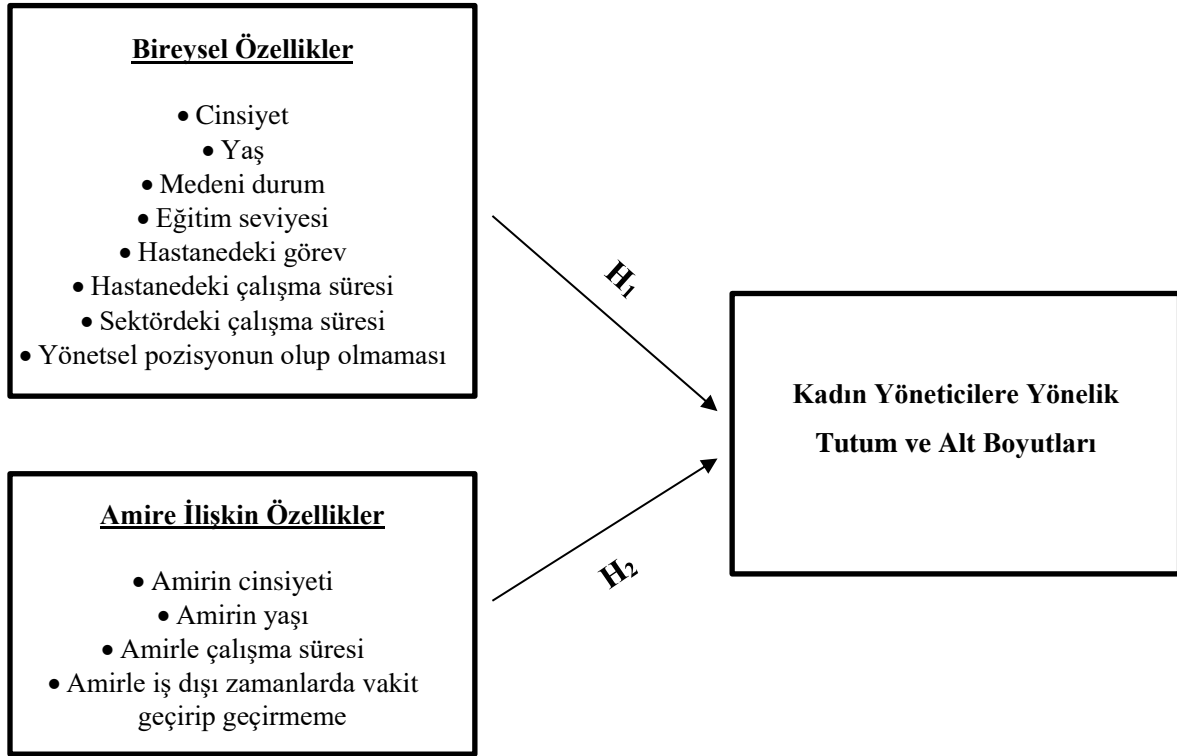 Bireysel Özellikler
• Cinsiyet
• Yaş
• Medeni durum
• Eğitim seviyesi
• Hastanedeki görev
• Hastanedeki çalışma süresi
• Sektördeki çalışma süresi
• Yönetsel pozisyonun olup olmaması
H₁
Kadın Yöneticilere Yönelik
Tutum ve Alt Boyutları
Amire İlişkin Özellikler
• Amirin cinsiyeti
• Amirin yaşı
• Amirle çalışma süresi
• Amirle iş dışı zamanlarda vakit
geçirip geçirmeme
H₂